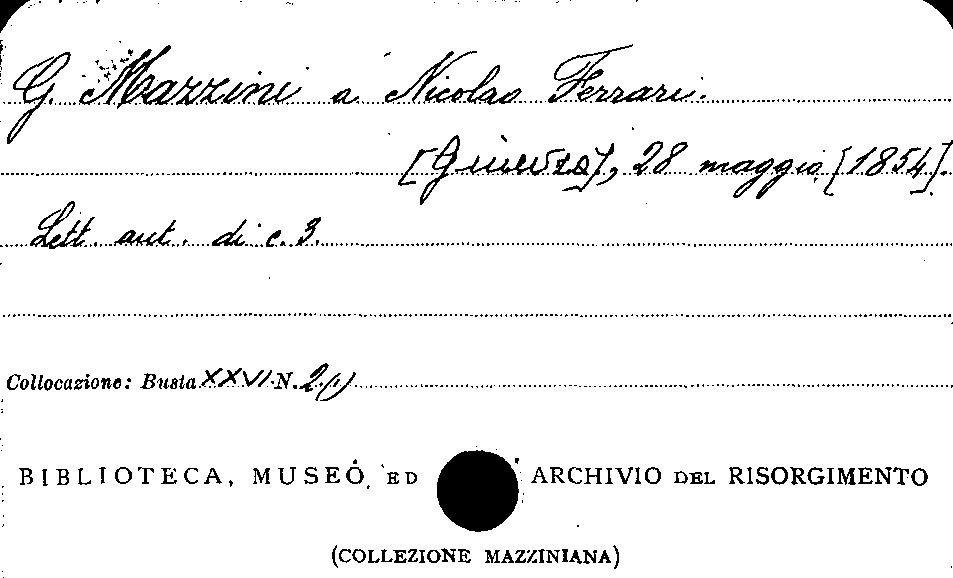 G. Mazzini a Nicolao Ferrari.
[Ginevra], 28 maggio [1854].
Lett. aut. di c. 3.
Collocazione: Busta XXVI N. 2.(1)
BIBLIOTECA, MUSEO, ED ARCHIVIO DEL RISORGIMENTO
(COLLEZIONE MAZZINIANA)